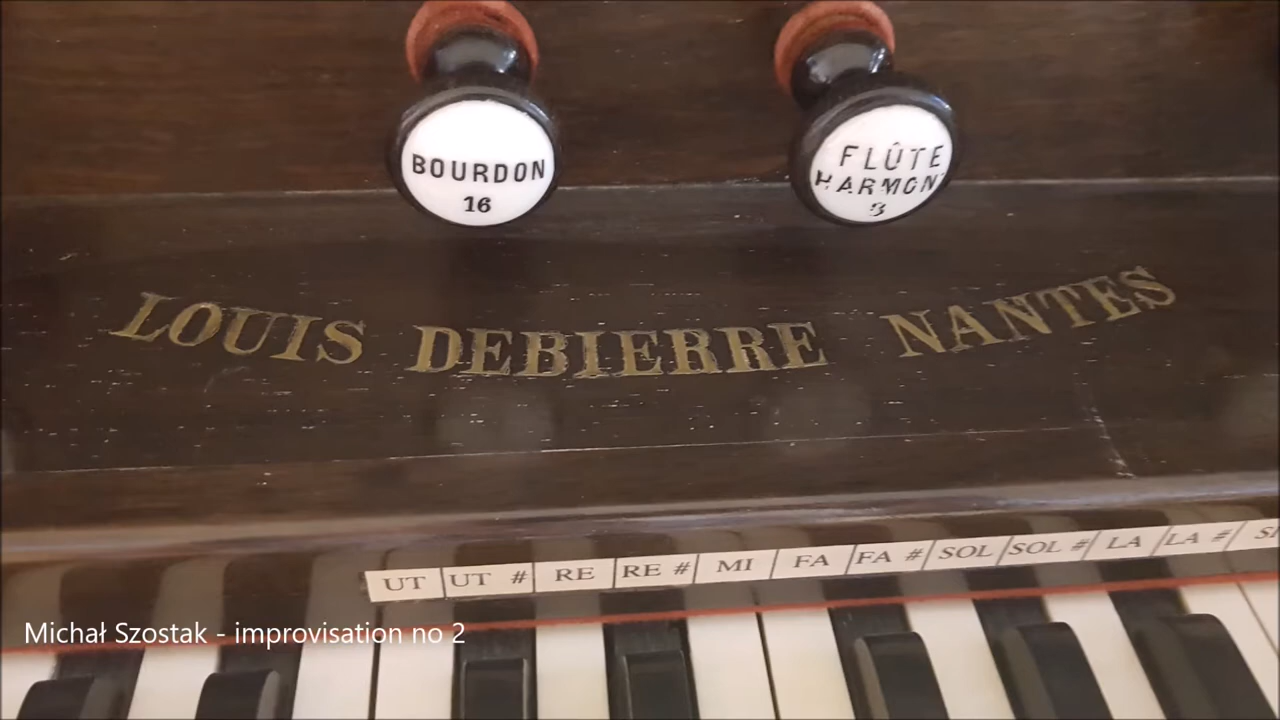 BOURDON
16
FLÛTE
HARMON
8
LOUIS DEBIERRE NANTES
UT UT # RE RE # MI FA FA # SOL SOL # LA LA #
Michał Szostak - improvisation no 2